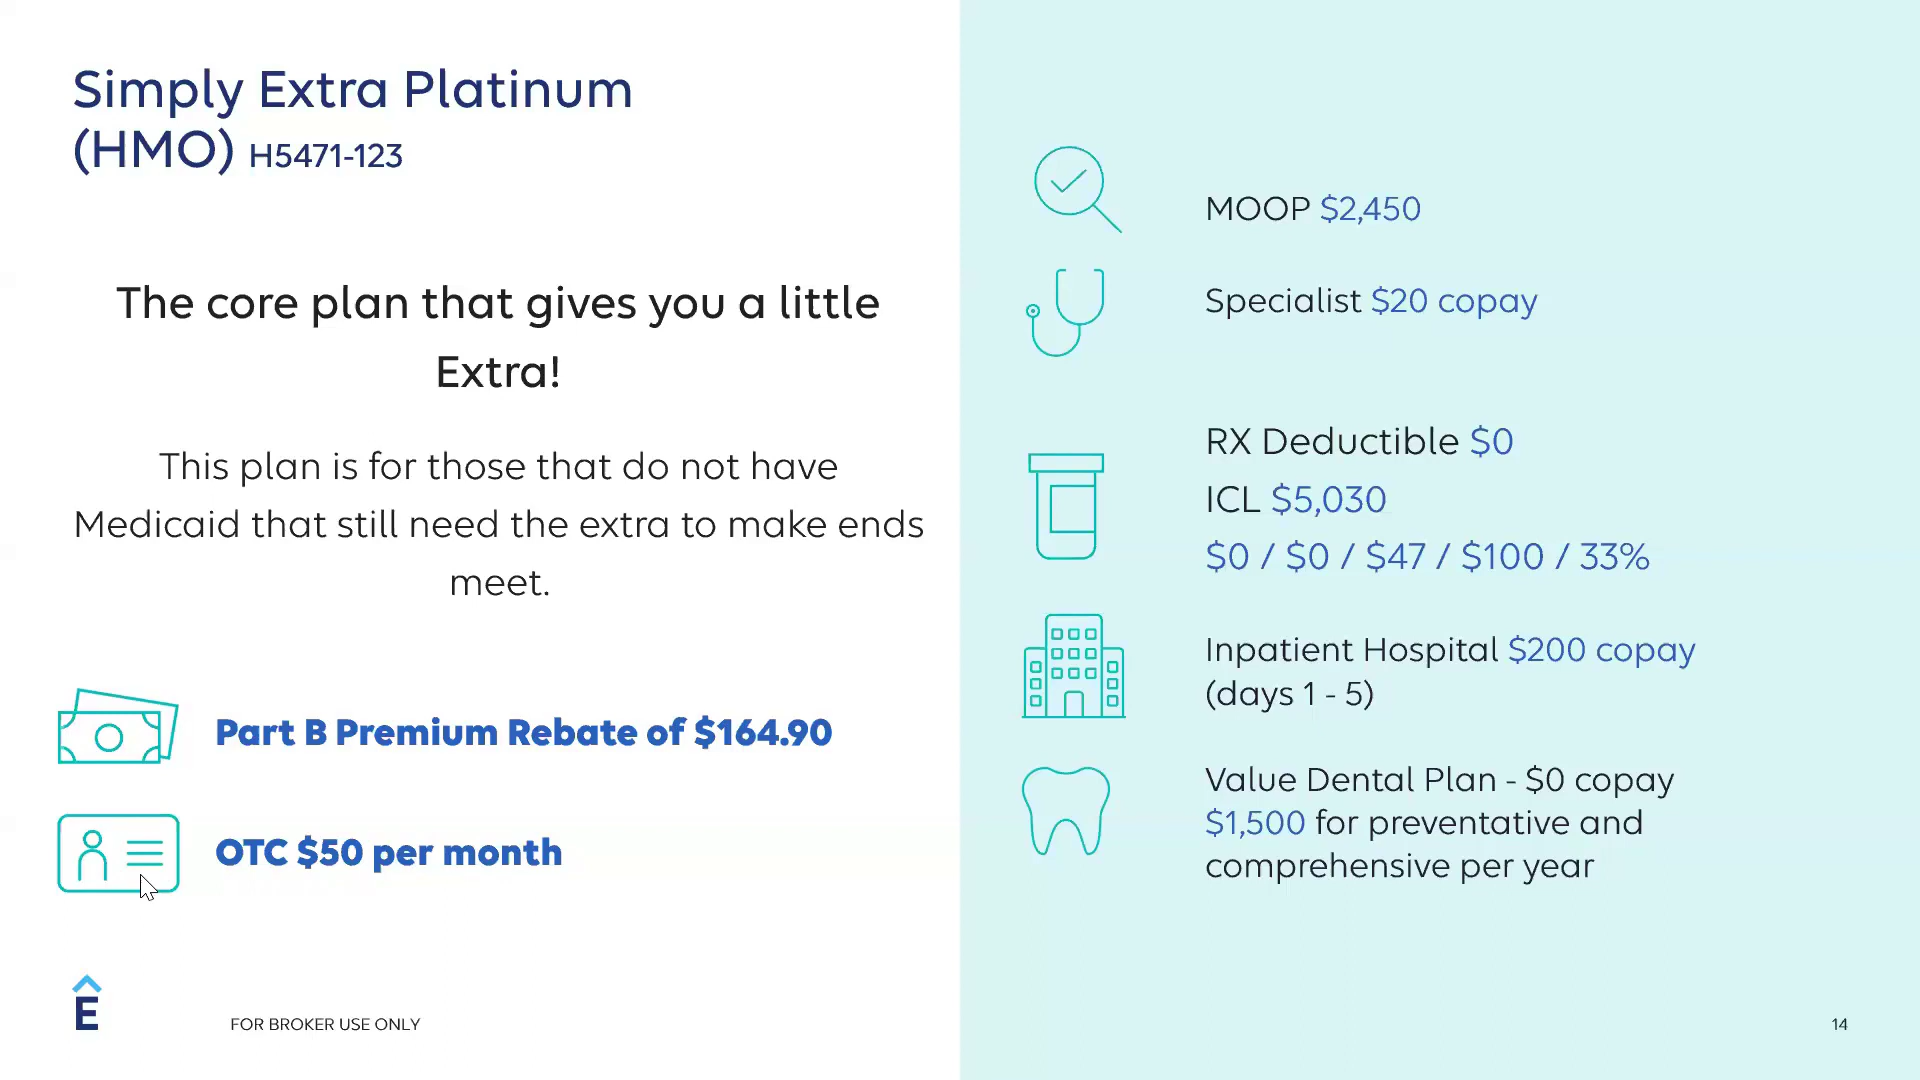 Simply Extra Platinum
(HMO) H5471-123
The core plan that gives you a little
Extra!
This plan is for those that do not have
Medicaid that still need the extra to make ends
meet.
Part B Premium Rebate of $164.90
OTC $50 per month
E
FOR BROKER USE ONLY
MOOP $2,450
Specialist $20 copay
RX Deductible $0
ICL $5,030
$0 / $0 / $47 / $100 / 33%
Inpatient Hospital $200 copay
(days 1 - 5)
Value Dental Plan - $0 copay
$1,500 for preventative and
comprehensive per year
14